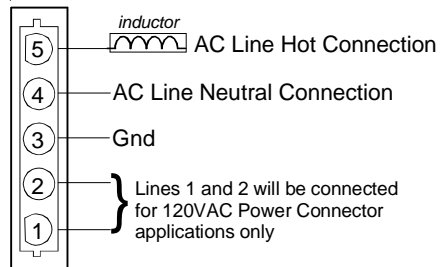 inductor
5 AC Line Hot Connection
4 AC Line Neutral Connection
3 Gnd
2 Lines 1 and 2 will be connected
for 120VAC Power Connector
1 applications only